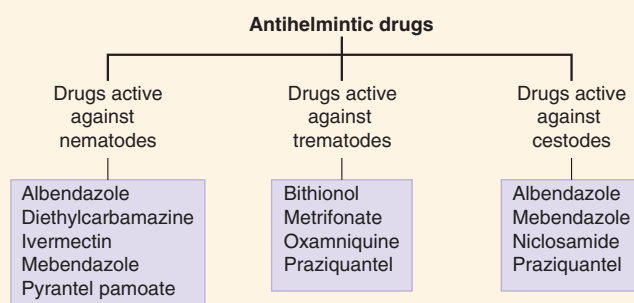 Antihelmintic drugs
Drugs active
against
nematodes
Albendazole
Diethylcarbamazine
Ivermectin
Mebendazole
Pyrantel pamoate
Drugs active
against
trematodes
Bithionol
Metrifonate
Oxamniquine
Praziquantel
Drugs active
against
cestodes
Albendazole
Mebendazole
Niclosamide
Praziquantel